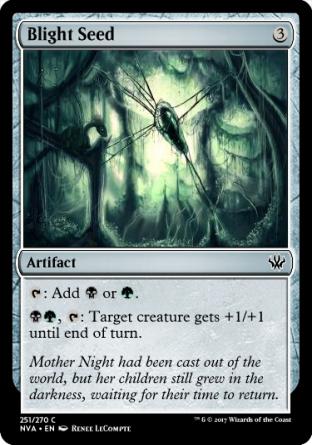 Blight Seed 3
Artifact
: Add or .
, : Target creature gets +1/+1
until end of turn.
Mother Night had been cast out of the
world, but her children still grew in the
darkness, waiting for their time to return.
251/270 C
NVA • EN Renee LeCompte
™ & © 2017 Wizards of the Coast